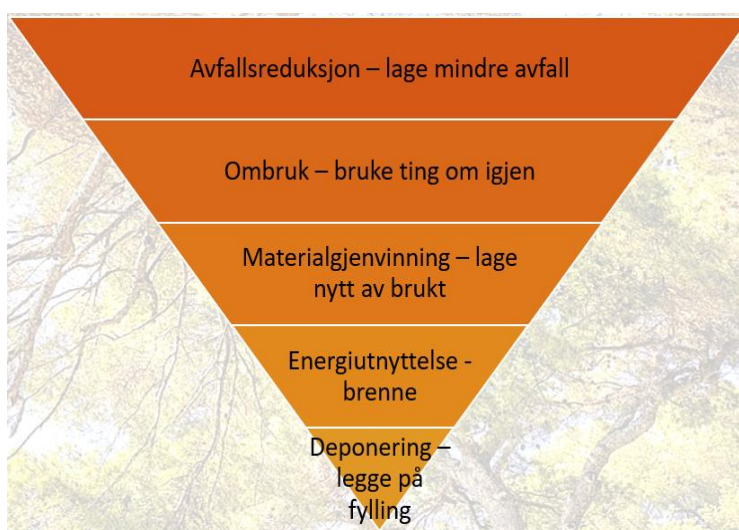 Avfallsreduksjon – lage mindre avfall
Ombruk – bruke ting om igjen
Materialgjenvinning – lage
nytt av brukt
Energiutnyttelse -
brenne
Deponering –
legge på
fylling